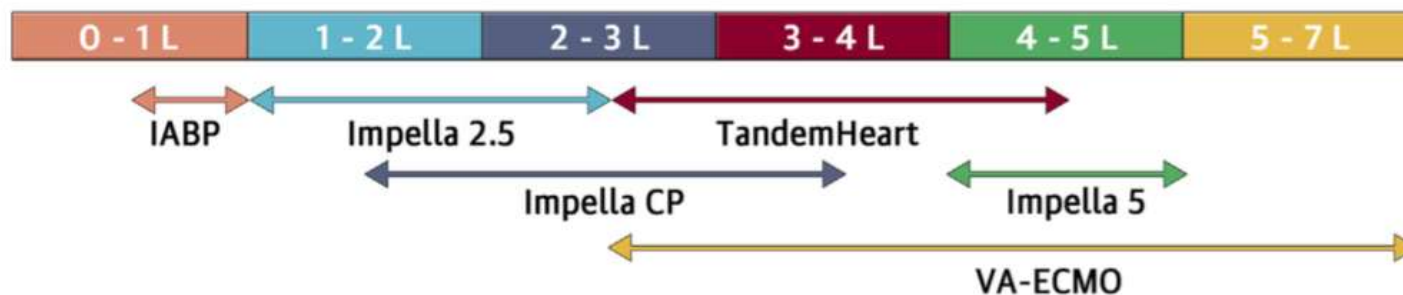 0 - 1 L 1 - 2 L 2 - 3 L 3 - 4 L 4 - 5 L 5 - 7 L
IABP Impella 2.5 TandemHeart
Impella CP Impella 5
VA-ECMO